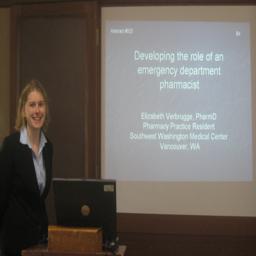 Developing the role of an
emergency department
pharmacist
Elizabeth Verbrugge, PharmD
Pharmacy Practice Resident
Southwest Washington Medical Center
Vancouver, WA